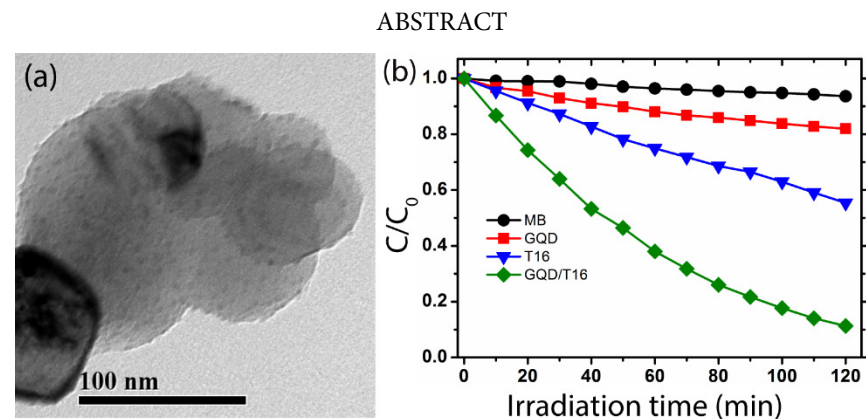 ABSTRACT
(a)
100 nm
(b)
C/C0
1.0
0.8
0.6
0.4
0.2
0.0
MB
GQD
T16
GQD/T16
0 20 40 60 80 100 120
Irradiation time (min)